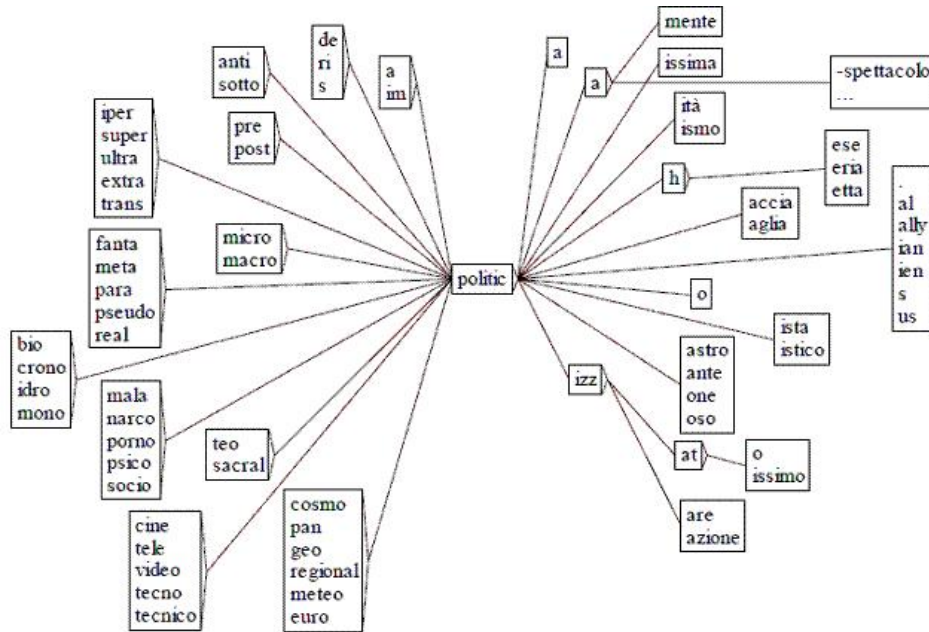 de
ri
s
a
im
anti
sotto
iper
super
ultra
extra
trans
pre
post
micro
macro
fanta
meta
para
pseudo
real
bio
crono
idro
mono
mala
narco
porno
psico
socio
teo
sacral
cine
tele
video
tecno
tecnico
cosmo
pan
geo
regional
meteo
euro
politic
a
a
mente
-spettacolo
...
issima
ità
ismo
h
ese
eria
etta
accia
aglia
.
al
ally
ian
ien
s
us
o
ista
istico
astro
ante
one
oso
izz
at
o
issimo
are
azione